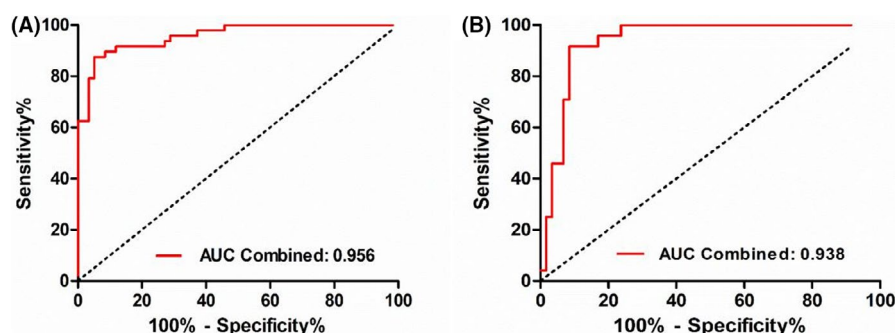 (A)
100
80
60
40
20
0
Sensitivity%
AUC Combined: 0.956
0 20 40 60 80 100
100% - Specificity%
(B)
100
80
60
40
20
0
Sensitivity%
AUC Combined: 0.938
0 20 40 60 80 100
100% - Specificity%